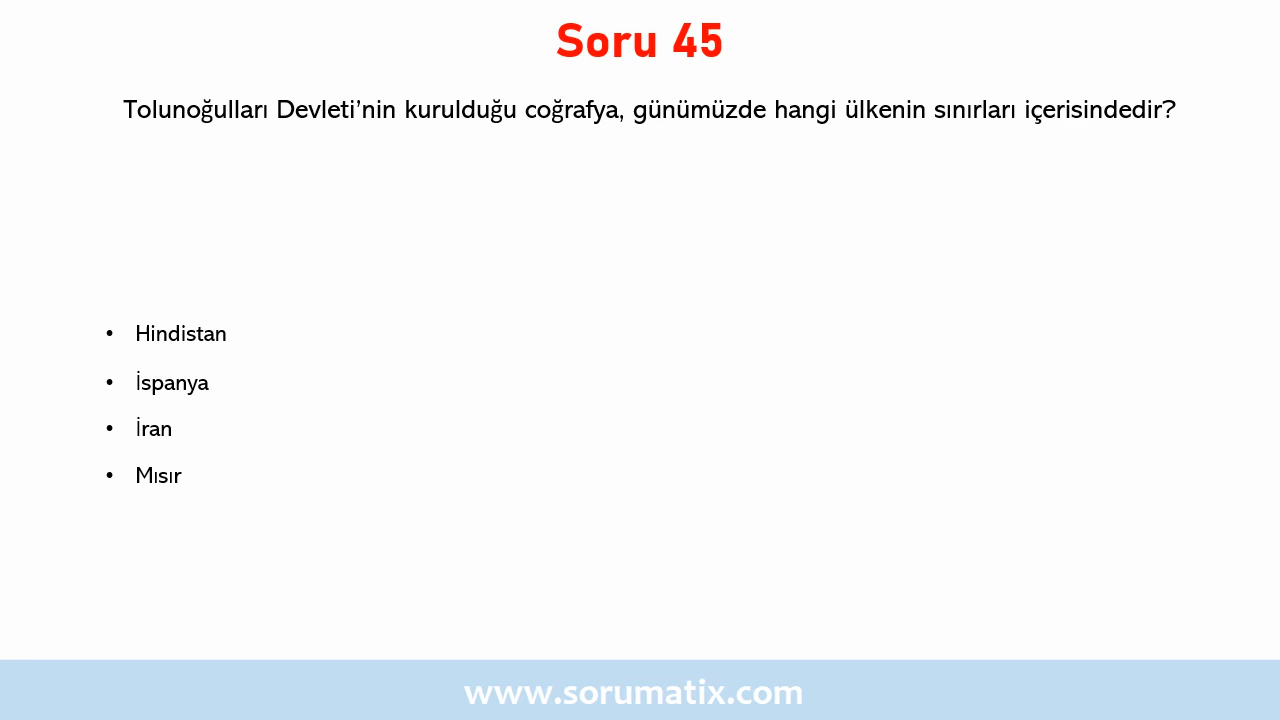 Soru 45
Tolunoğulları Devleti’nin kurulduğu coğrafya, günümüzde hangi ülkenin sınırları içerisindedir?
• Hindistan
• İspanya
• İran
• Mısır
www.sorumatix.com